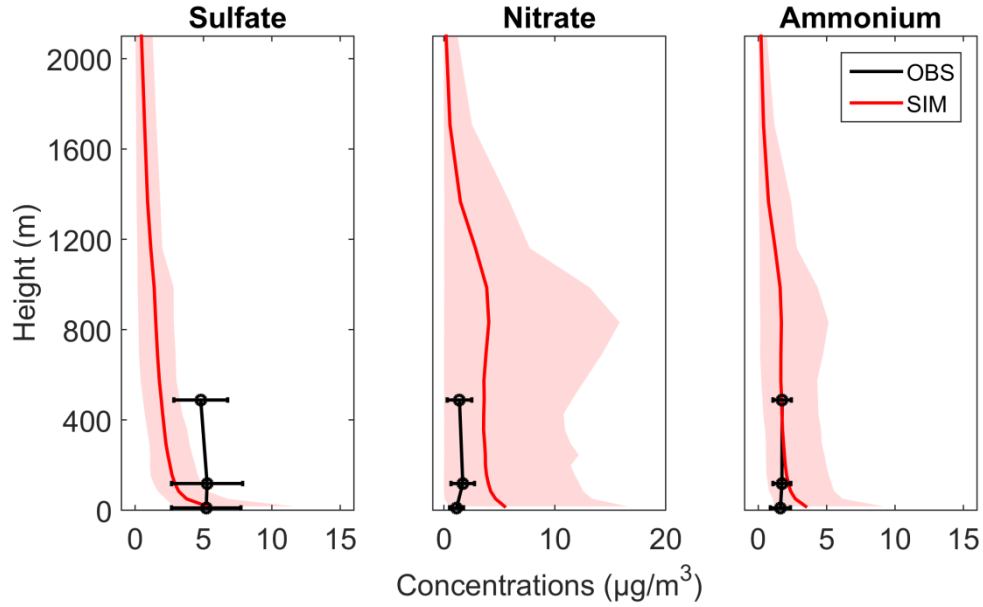 Sulfate
Nitrate
Ammonium
OBS
SIM
Height (m)
2000
1600
1200
800
400
0
0 5 10 15
0 10 20
0 5 10 15
Concentrations (µg/m³)